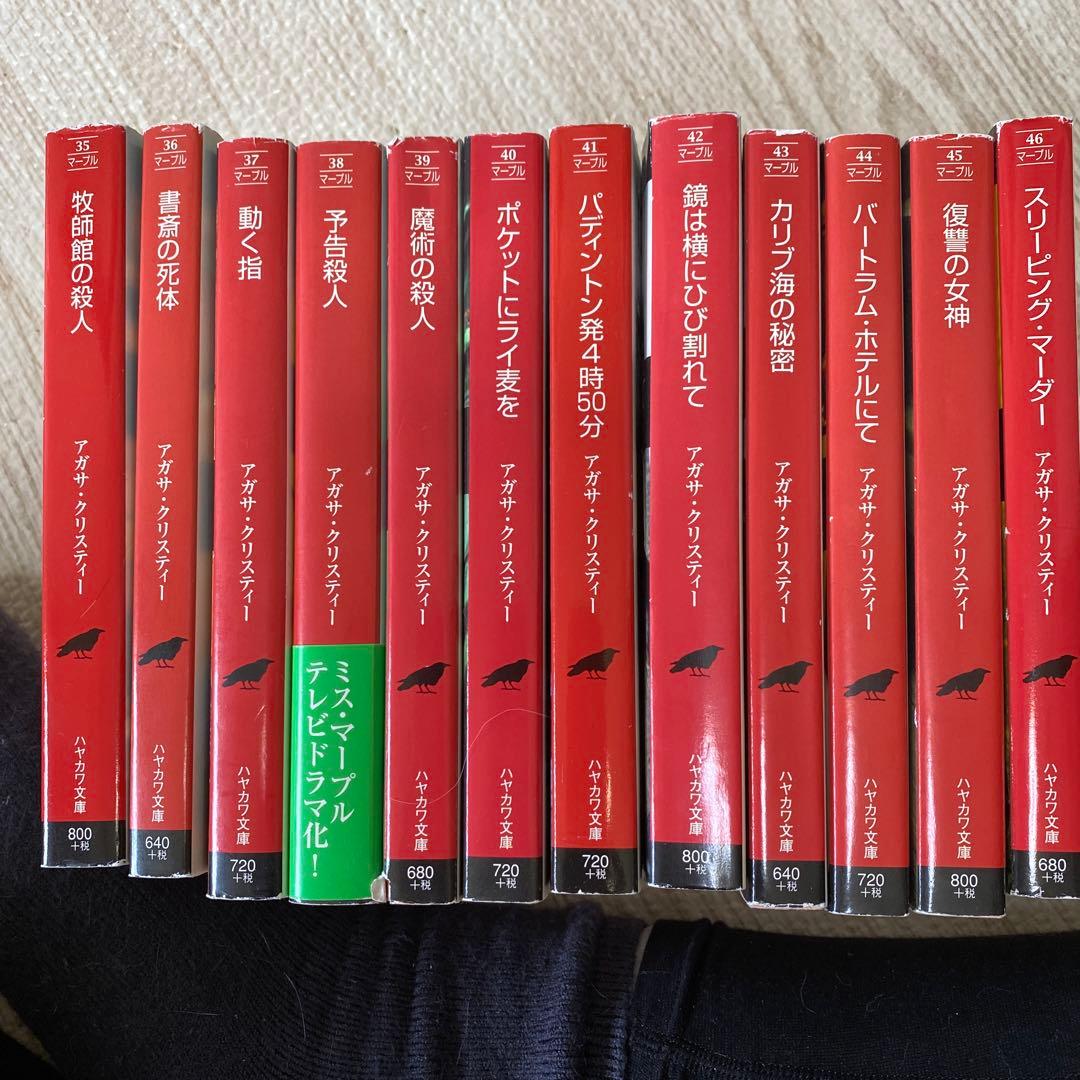 35
マープル
牧師館の殺人
アガサ・クリスティー
ハヤカワ文庫
800
+税
36
マープル
書斎の死体
アガサ・クリスティー
ハヤカワ文庫
640
+税
37
マープル
動く指
アガサ・クリスティー
ハヤカワ文庫
720
+税
38
マープル
予告殺人
アガサ・クリスティー
ミス・マープル
テレビドラマ化!
39
マープル
魔術の殺人
アガサ・クリスティー
ハヤカワ文庫
680
+税
40
マープル
ポケットにライ麦を
アガサ・クリスティー
ハヤカワ文庫
720
+税
41
マープル
パディントン発4時50分
アガサ・クリスティー
ハヤカワ文庫
720
+税
42
マープル
鏡は横にひび割れて
アガサ・クリスティー
ハヤカワ文庫
800
+税
43
マープル
カリブ海の秘密
アガサ・クリスティー
ハヤカワ文庫
640
+税
44
マープル
バートラム・ホテルにて
アガサ・クリスティー
ハヤカワ文庫
720
+税
45
マープル
復讐の女神
アガサ・クリスティー
ハヤカワ文庫
800
+税
46
マープル
スリーピング・マーダー
アガサ・クリスティー
ハヤカワ文庫
680
+税